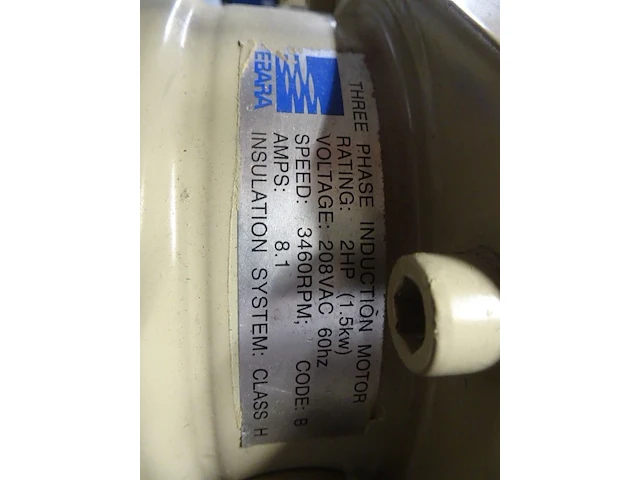 EBARA
THREE PHASE INDUCTION MOTOR
RATING: 2HP (1.5kw)
VOLTAGE: 208VAC 60hz
SPEED: 3460RPM; CODE: B
AMPS: 8.1
INSULATION SYSTEM: CLASS H